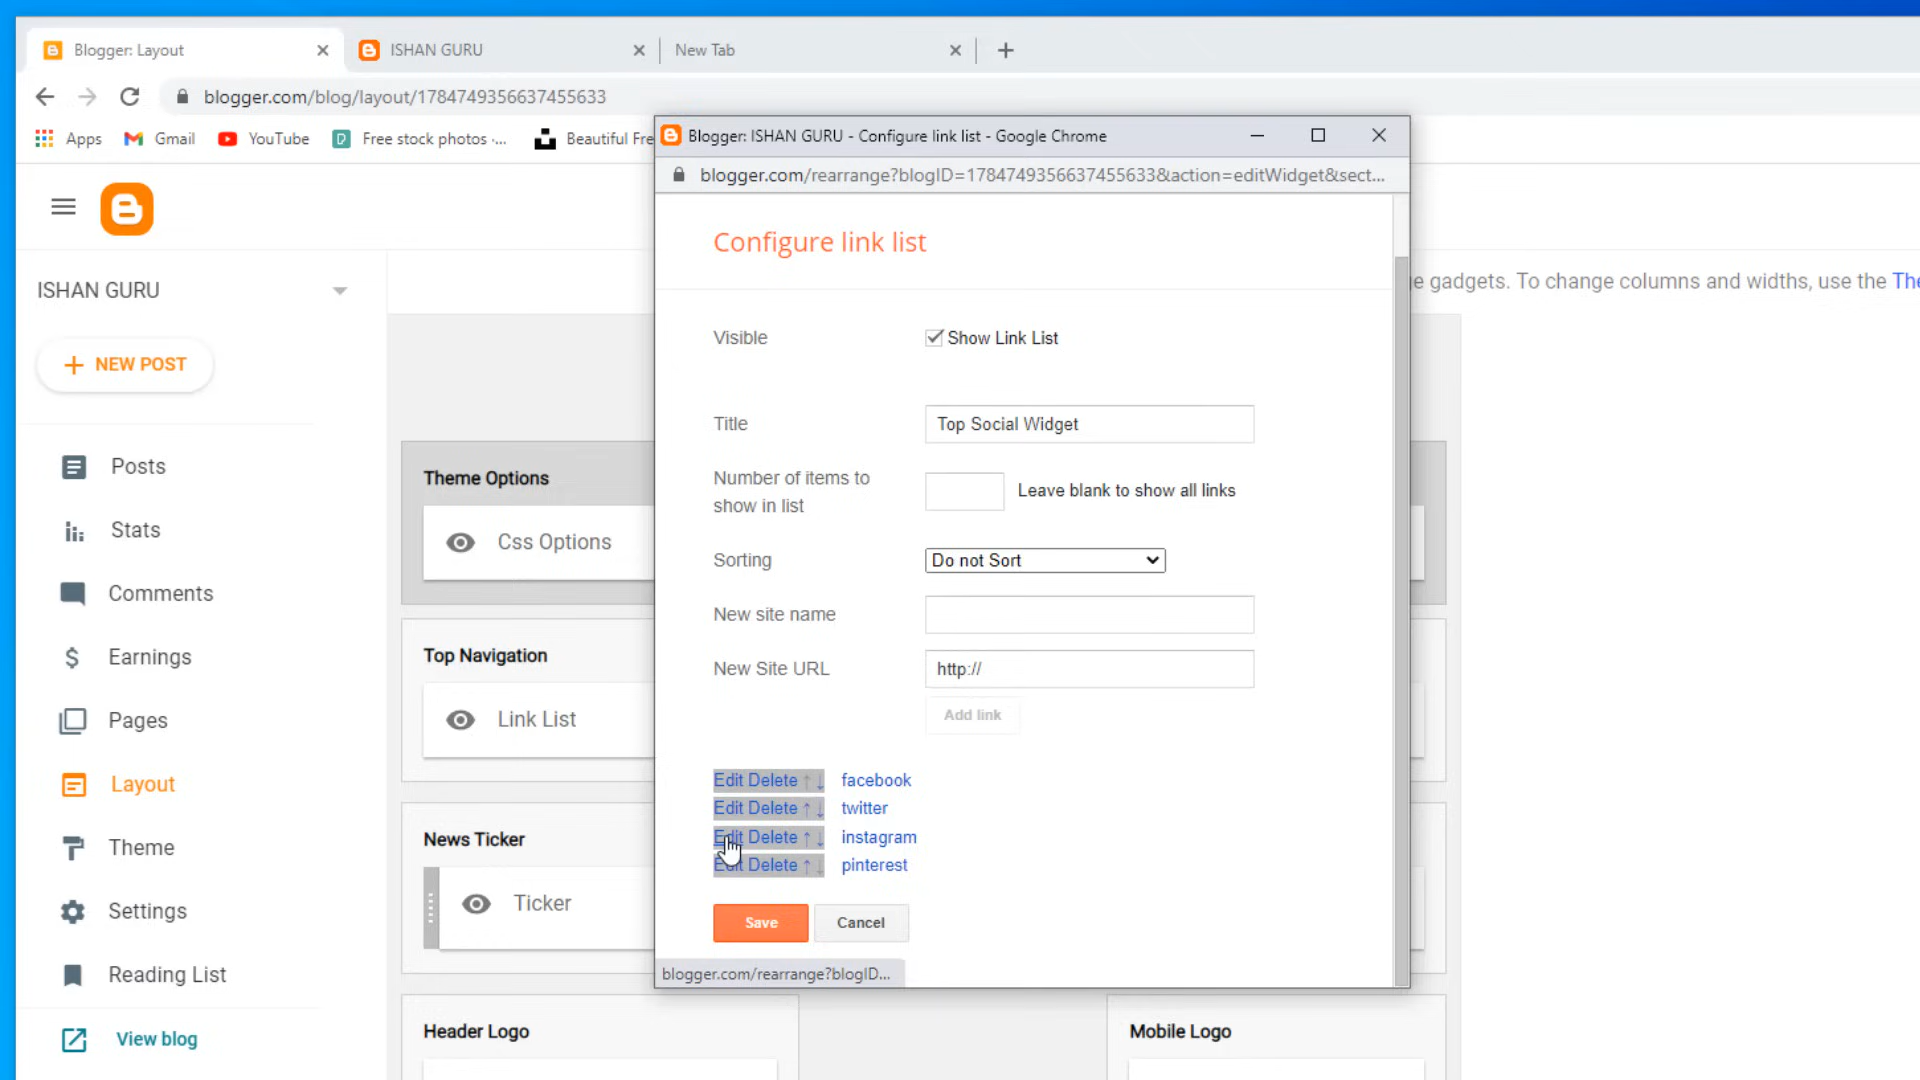 Blogger: Layout
ISHAN GURU
New Tab
blogger.com/blog/layout/1784749356637455633
Apps
Gmail
YouTube
Free stock photos ·...
Beautiful Fre
Blogger: ISHAN GURU - Configure link list - Google Chrome
blogger.com/rearrange?blogID=1784749356637455633&action=editWidget&sect...
Configure link list
ISHAN GURU
e gadgets. To change columns and widths, use the The
NEW POST
Visible
Show Link List
Title
Top Social Widget
Number of items to
show in list
Leave blank to show all links
Sorting
Do not Sort
New site name
New Site URL
http://
Add link
Edit Delete ↑ ↓ facebook
Edit Delete ↑ ↓ twitter
Edit Delete ↑ ↓ instagram
Edit Delete ↑ ↓ pinterest
Save
Cancel
blogger.com/rearrange?blogID...
Posts
Stats
Comments
Earnings
Pages
Layout
Theme
Settings
Reading List
View blog
Theme Options
Css Options
Top Navigation
Link List
News Ticker
Ticker
Header Logo
Mobile Logo